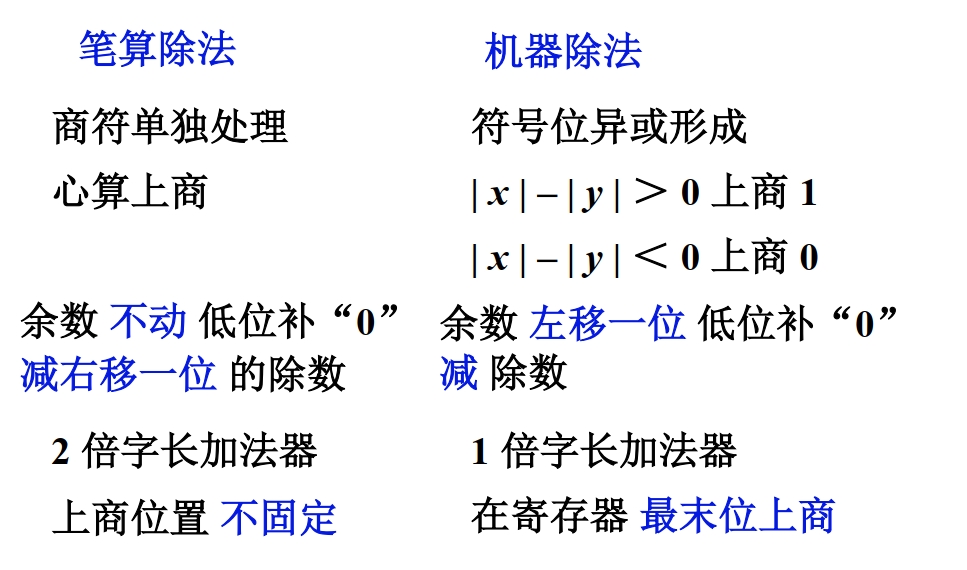 笔算除法 机器除法
商符单独处理 符号位异或形成
心算上商 | x | – | y | > 0 上商 1
| x | – | y | < 0 上商 0
余数 不动 低位补“0” 余数 左移一位 低位补“0”
减右移一位 的除数 减 除数
2 倍字长加法器 1 倍字长加法器
上商位置 不固定 在寄存器 最末位上商